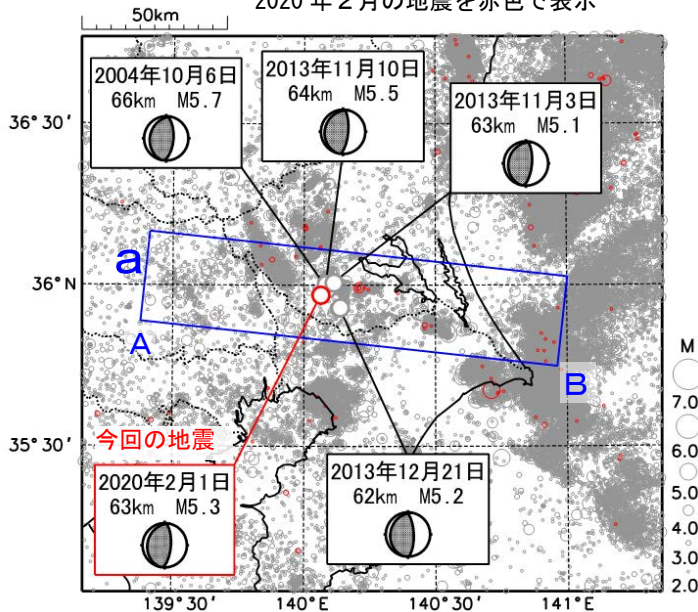 2020年2月の地震を赤色で表示
50km
2004年10月6日
66km M5.7
2013年11月10日
64km M5.5
2013年11月3日
63km M5.1
36°30′
a
36°N
A
B
M
7.0
6.0
5.0
4.0
3.0
2.0
35°30′
今回の地震
2020年2月1日
63km M5.3
2013年12月21日
62km M5.2
139°30′
140°
140°30′
141°E